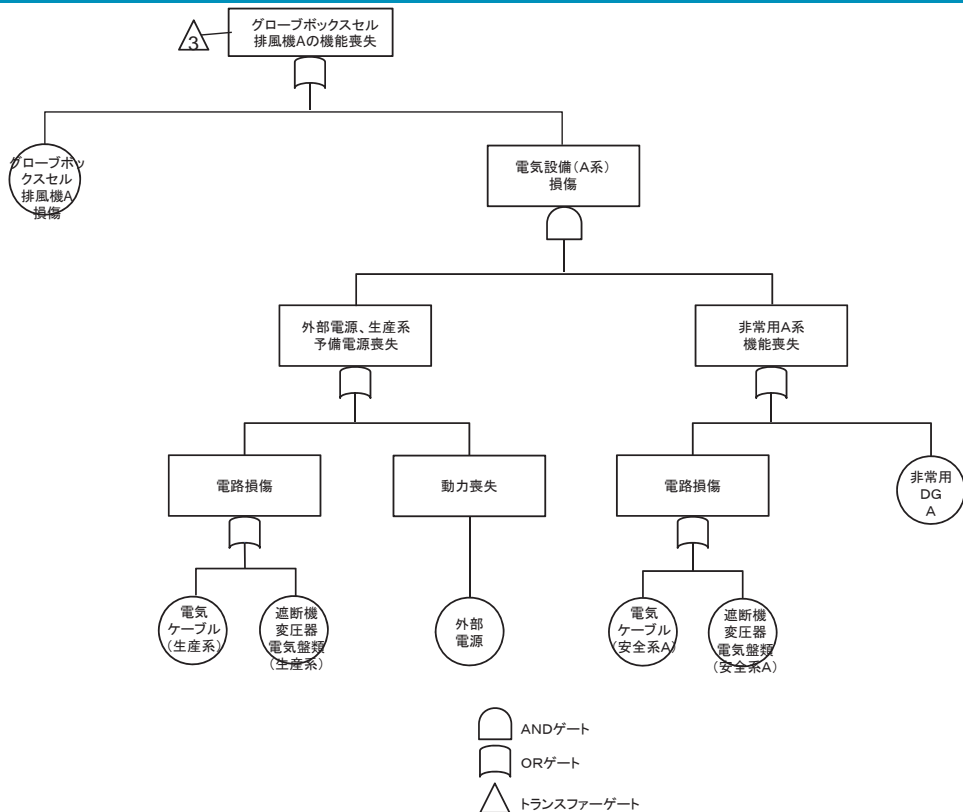 3
グローブボックスセル
排風機Aの機能喪失
グローブボッ
クスセル
排風機A
損傷
電気設備(A系)
損傷
外部電源、生産系
予備電源喪失
非常用A系
機能喪失
電路損傷
動力喪失
電路損傷
非常用
DG
A
電気
ケーブル
(生産系)
遮断機
変圧器
電気盤類
(生産系)
外部
電源
電気
ケーブル
(安全系A)
遮断機
変圧器
電気盤類
(安全系A)
ANDゲート
ORゲート
トランスファーゲート